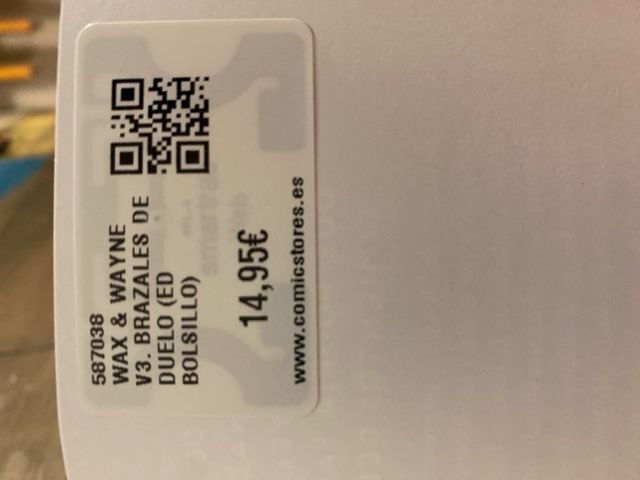 587038
WAX & WAYNE
V3. BRAZALES DE
DUELO (ED
BOLSILLO)
14,95€
www.comicstores.es